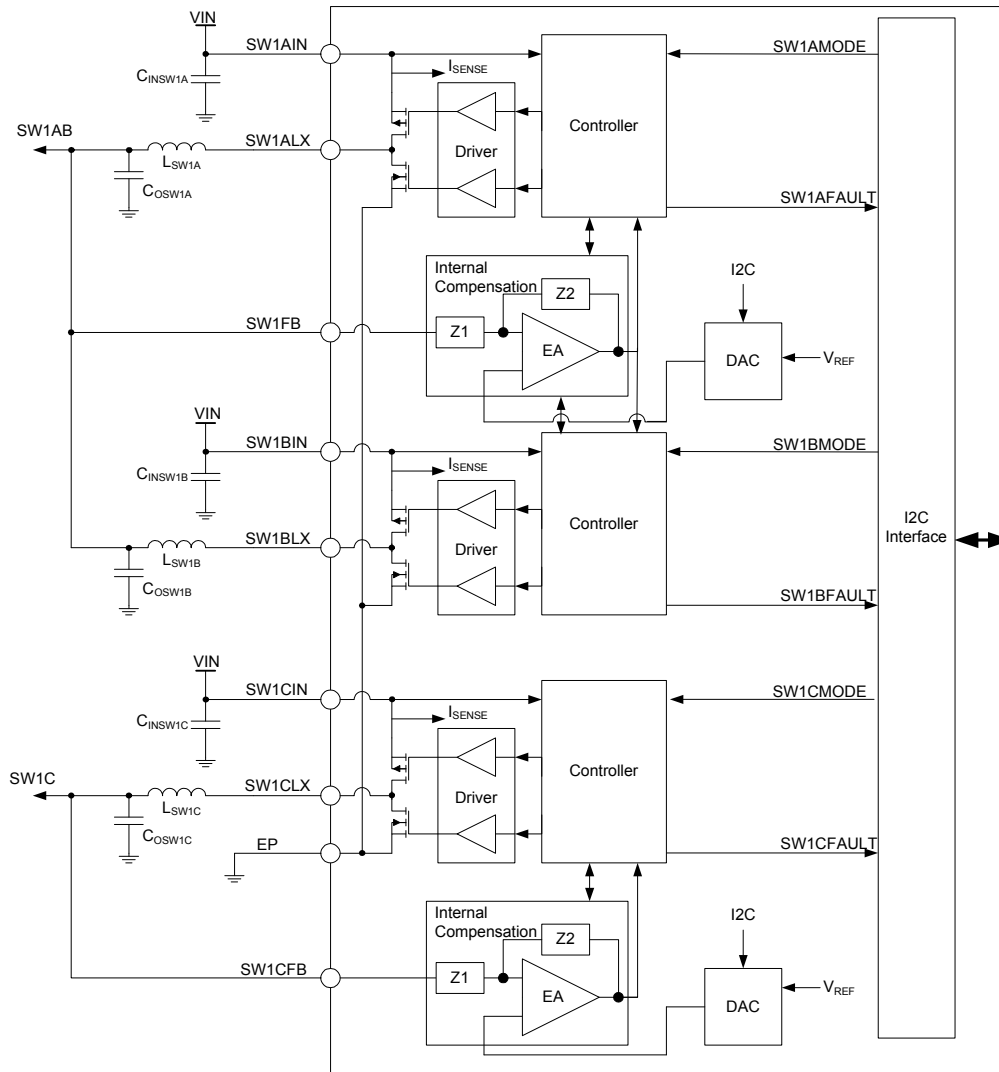 VIN
SW1AIN
SW1AMODE
CINSW1A
ISENSE
Controller
SW1AB
SW1ALX
Driver
LSW1A
COSW1A
SW1AFAULT
Internal
Compensation
I2C
Z2
SW1FB
Z1
EA
DAC
VREF
VIN
SW1BIN
SW1BMODE
CINSW1B
ISENSE
Controller
I2C
Interface
SW1BLX
Driver
LSW1B
COSW1B
SW1BFAULT
VIN
SW1CIN
SW1CMODE
CINSW1C
ISENSE
Controller
SW1C
SW1CLX
Driver
LSW1C
COSW1C
EP
SW1CFAULT
Internal
Compensation
I2C
Z2
SW1CFB
Z1
EA
DAC
VREF